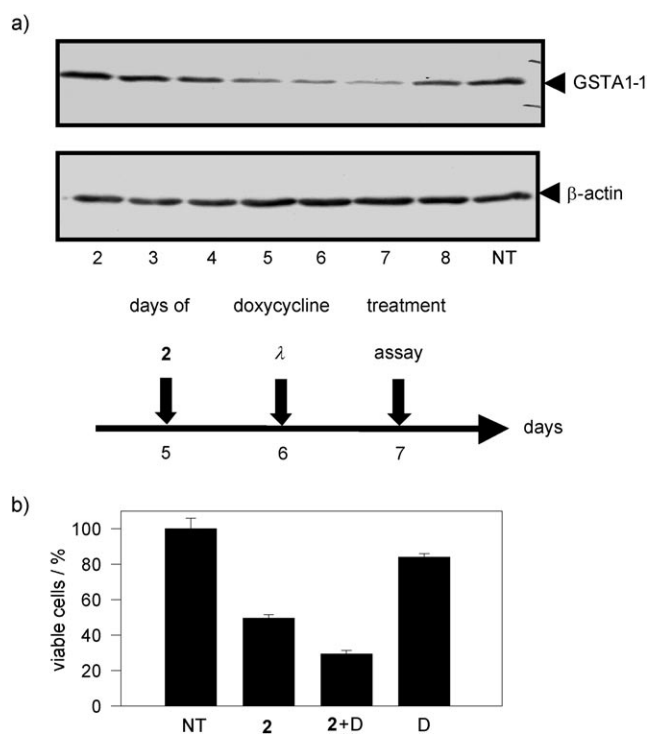 a)
GSTA1-1
β-actin
2 3 4 5 6 7 8 NT
days of doxycycline treatment
2 λ assay
days
5 6 7
b)
viable cells / %
100
80
60
40
20
0
NT 2 2+D D